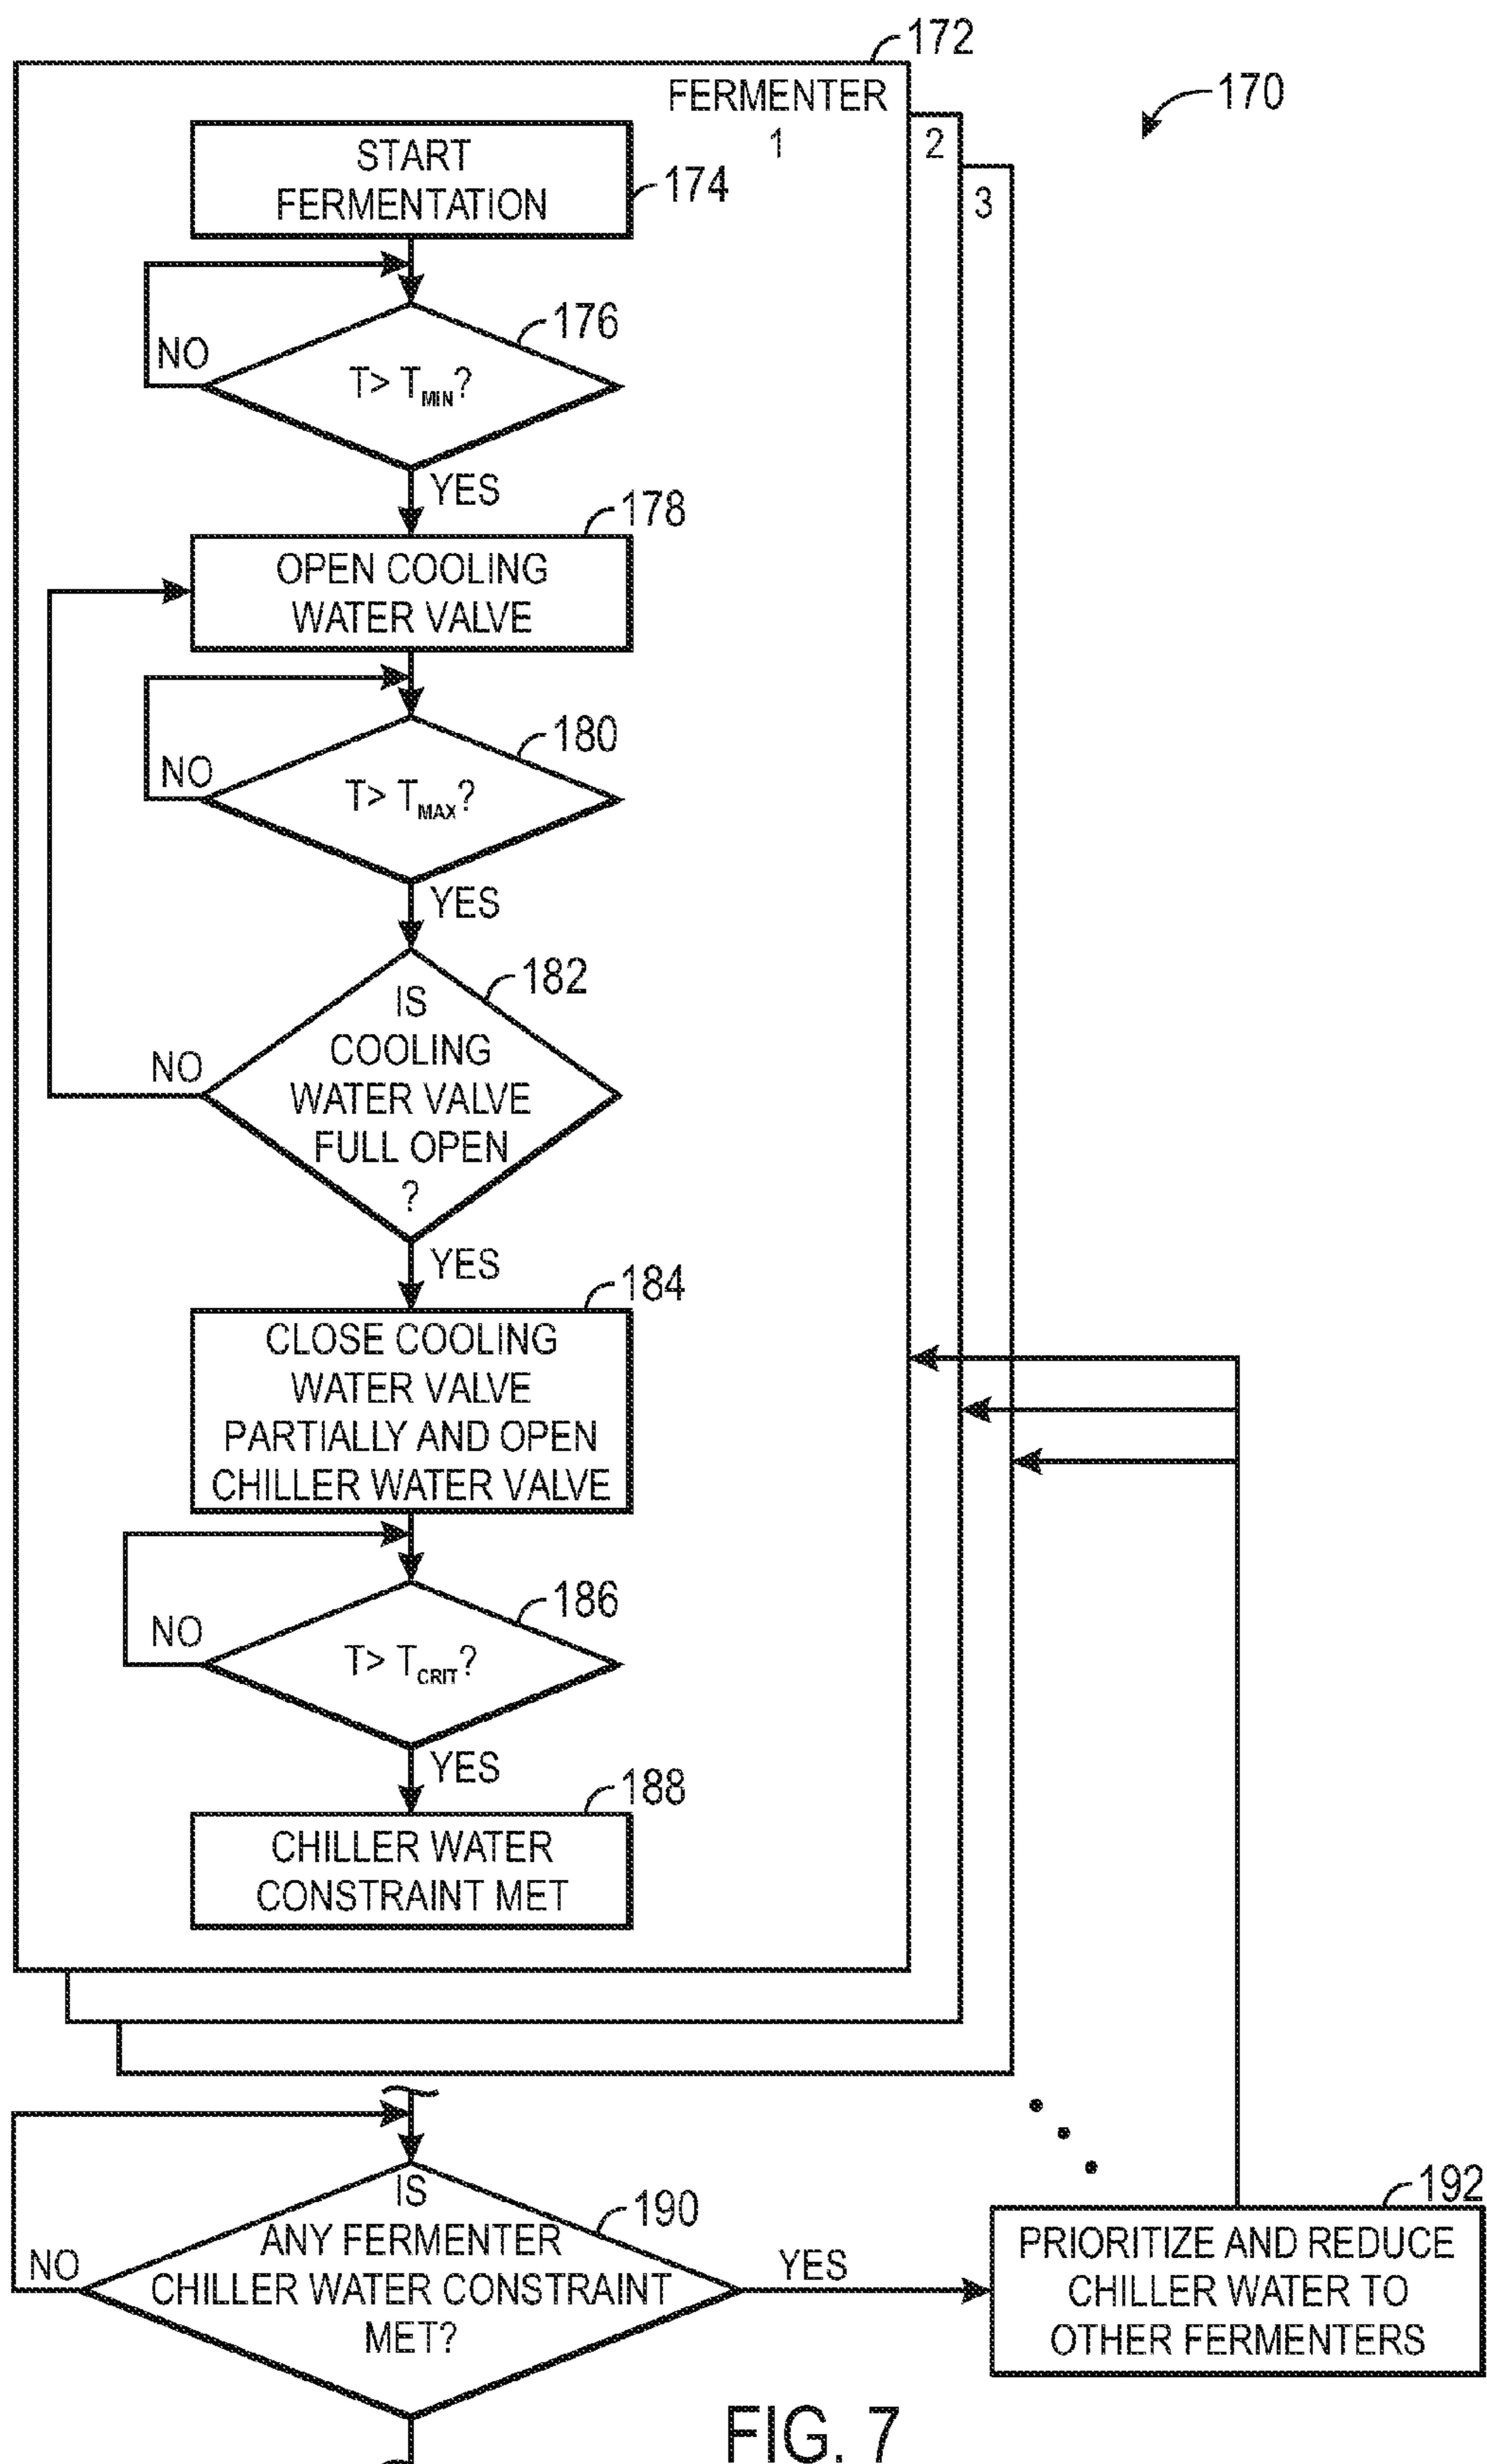 172
FERMENTER
1
2
3
170
START
FERMENTATION
174
176
NO
T> TMIN?
YES
178
OPEN COOLING
WATER VALVE
180
NO
T> TMAX?
YES
182
IS
COOLING
WATER VALVE
FULL OPEN
?
NO
YES
184
CLOSE COOLING
WATER VALVE
PARTIALLY AND OPEN
CHILLER WATER VALVE
186
NO
T> TCRIT?
YES
188
CHILLER WATER
CONSTRAINT MET
190
IS
ANY FERMENTER
CHILLER WATER CONSTRAINT
MET?
NO
YES
192
PRIORITIZE AND REDUCE
CHILLER WATER TO
OTHER FERMENTERS
FIG. 7